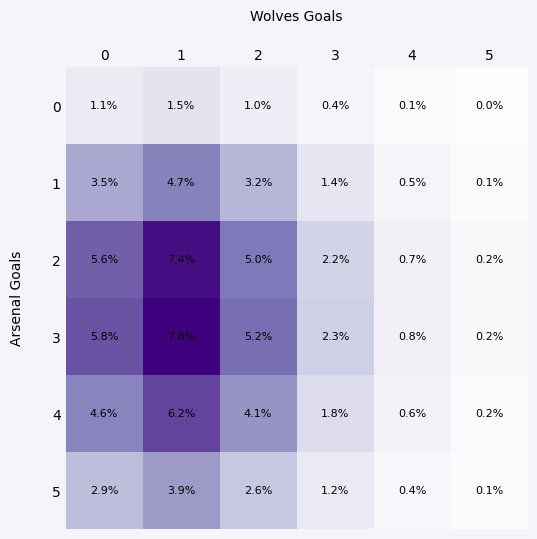 Wolves Goals
0 1 2 3 4 5
0 1.1% 1.5% 1.0% 0.4% 0.1% 0.0%
1 3.5% 4.7% 3.2% 1.4% 0.5% 0.1%
2 5.6% 7.4% 5.0% 2.2% 0.7% 0.2%
Arsenal Goals
3 5.8% 7.8% 5.2% 2.3% 0.8% 0.2%
4 4.6% 6.2% 4.1% 1.8% 0.6% 0.2%
5 2.9% 3.9% 2.6% 1.2% 0.4% 0.1%